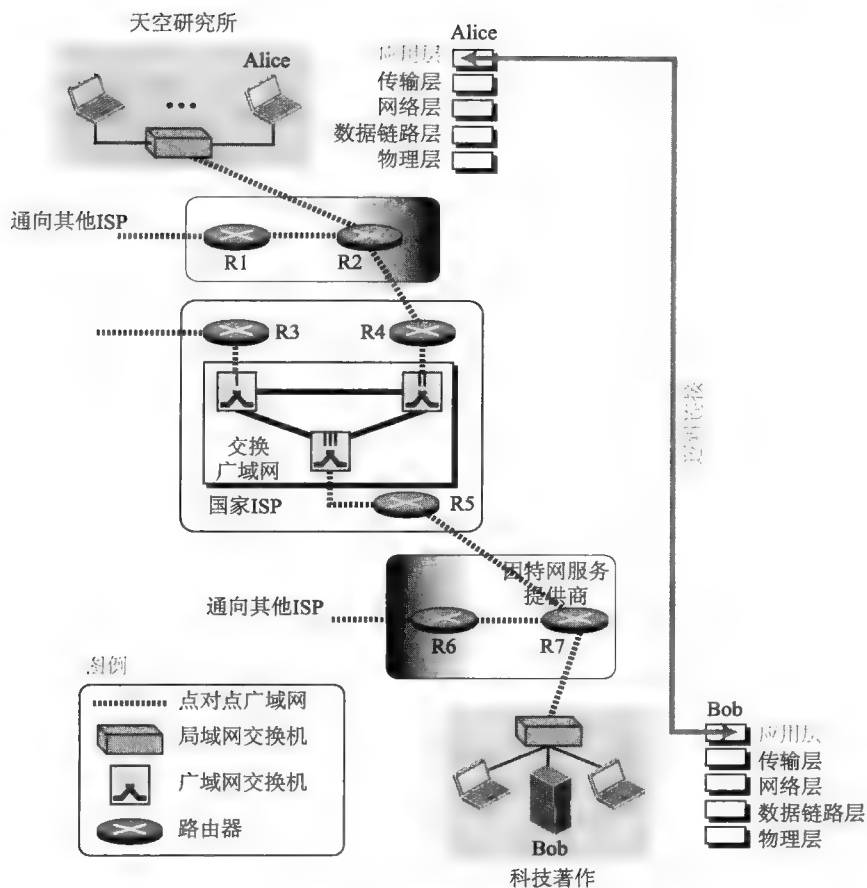 天空研究所
Alice
Alice
应用层
传输层
网络层
数据链路层
物理层
通向其他ISP
R1
R2
R3
R4
交换
广域网
国家ISP
R5
逻辑连接
因特网服务
提供商
通向其他ISP
R6
R7
图例
点对点广域网
局域网交换机
广域网交换机
路由器
Bob
科技著作
Bob
应用层
传输层
网络层
数据链路层
物理层